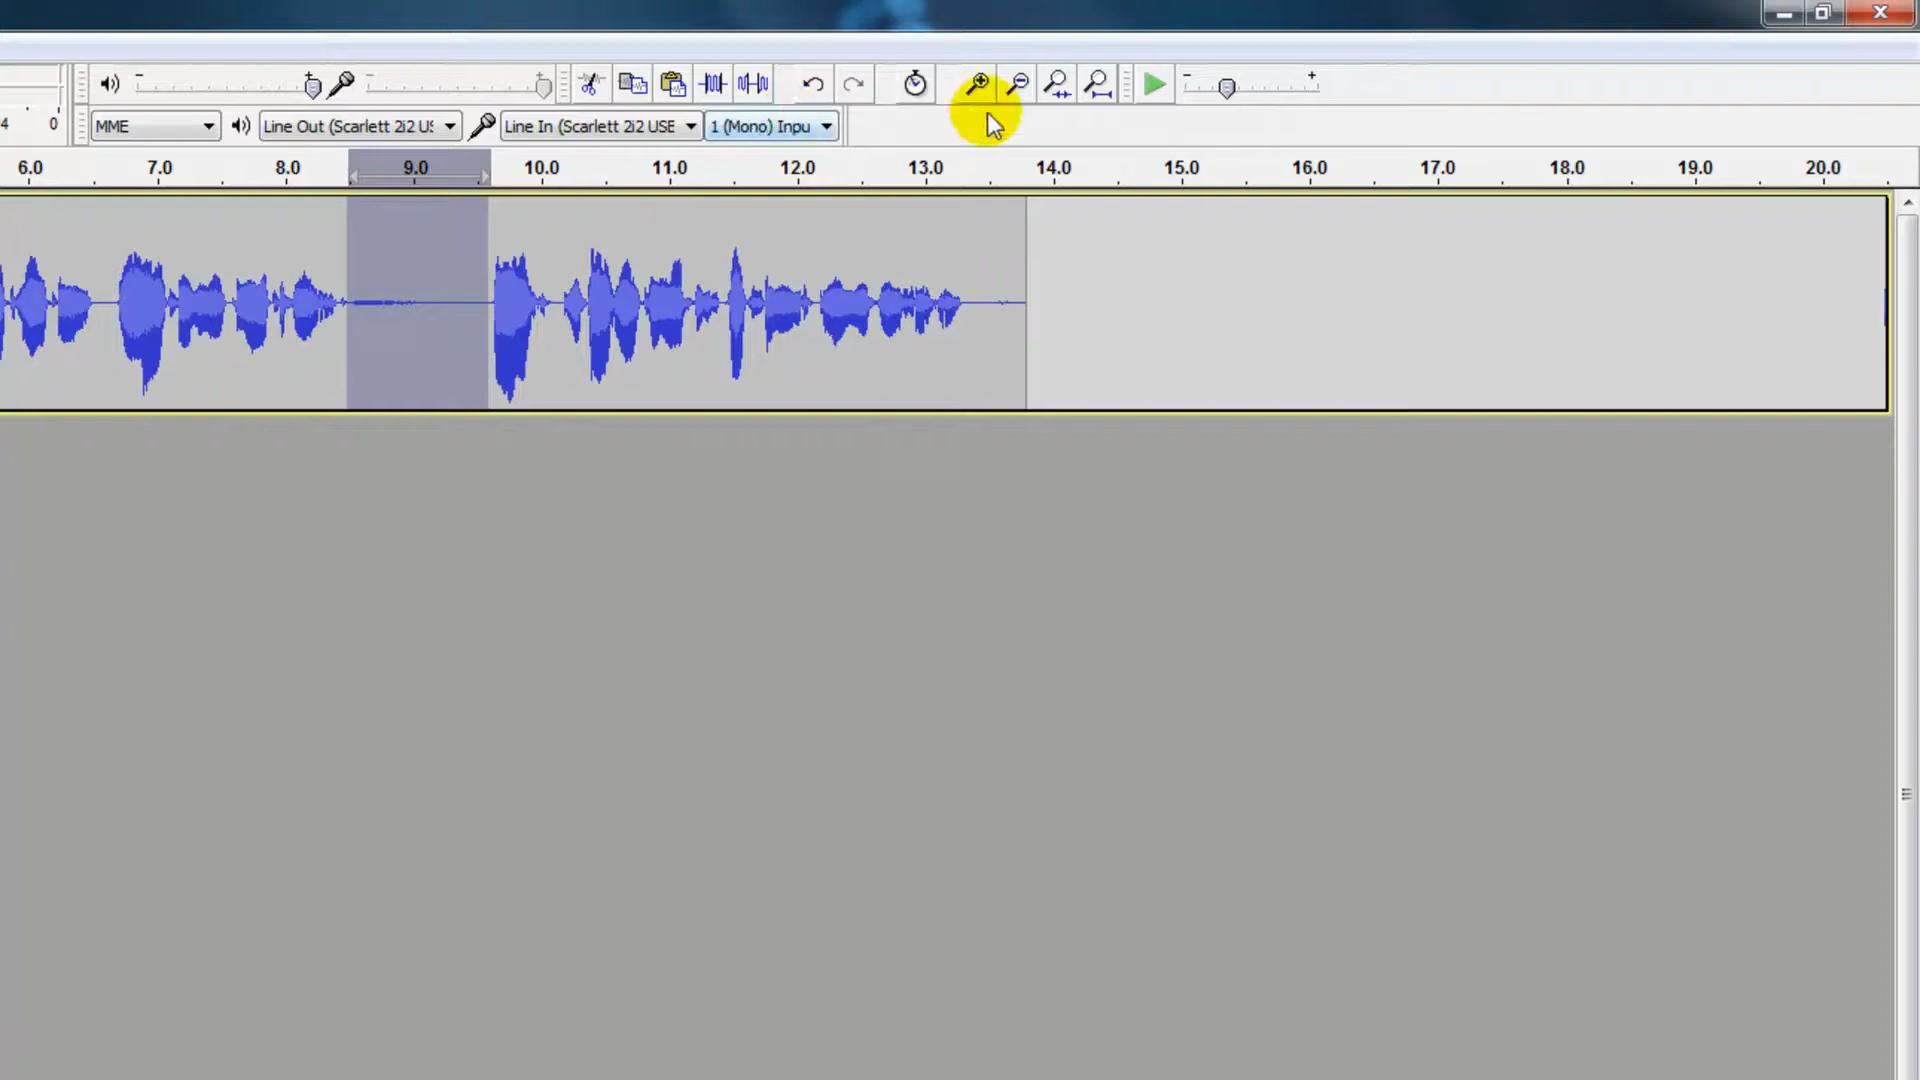 MME Line Out (Scarlett 2i2 US Line In (Scarlett 2i2 USE 1 (Mono) Inpu
4 0
6.0 7.0 8.0 9.0 10.0 11.0 12.0 13.0 14.0 15.0 16.0 17.0 18.0 19.0 20.0